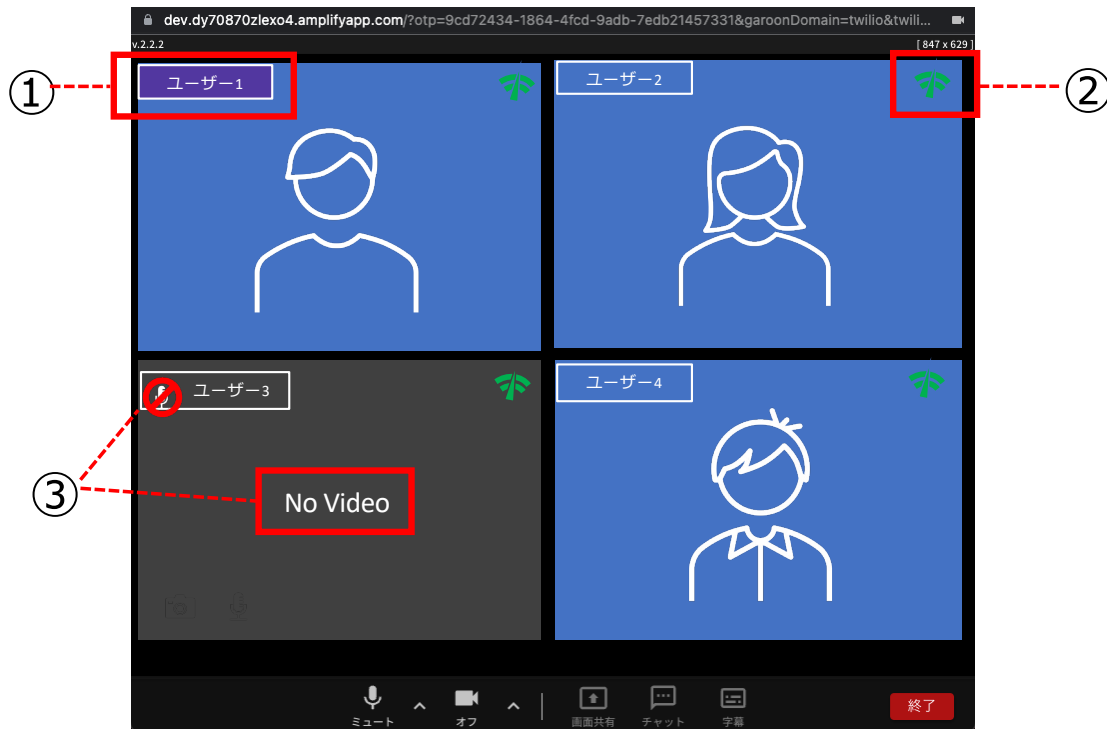 dev.dy70870zlexo4.amplifyapp.com/?otp=9cd72434-1864-4fcd-9adb-7edb21457331&garoonDomain=twilio&twili...
v.2.2.2
[ 847 x 629 ]
①
ユーザー1
ユーザー2
②
ユーザー3
ユーザー4
③
No Video
ミュート
オフ
画面共有
チャット
字幕
終了